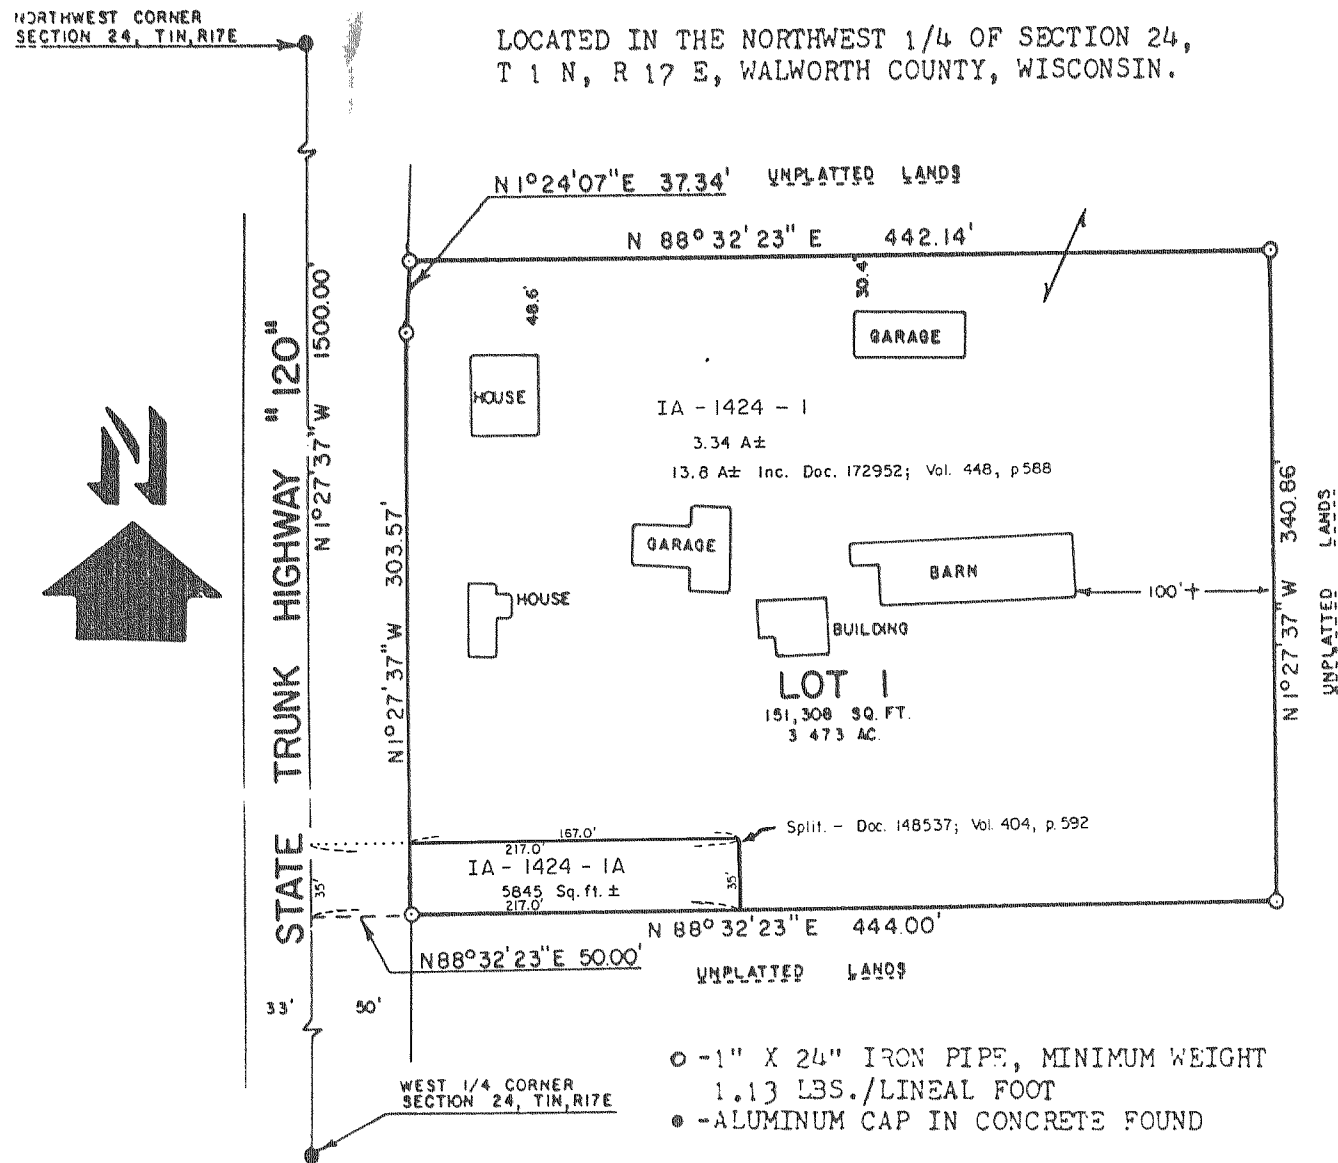 NORTHWEST CORNER
SECTION 24, T1N, R17E
LOCATED IN THE NORTHWEST 1/4 OF SECTION 24,
T 1 N, R 17 E, WALWORTH COUNTY, WISCONSIN.
N 1°24'07"E 37.34'
UNPLATTED LANDS
N 88°32'23" E 442.14'
30.4'
48.6'
GARAGE
HOUSE
IA - 1424 - 1
3.34 A±
13.8 A± Inc. Doc. 172952; Vol. 448, p588
N
STATE TRUNK HIGHWAY "120"
N 1°27'37" W 1500.00'
N 1°27'37" W 303.57'
GARAGE
BARN
100'±
HOUSE
BUILDING
N 1°27'37" W 340.86'
UNPLATTED LANDS
LOT 1
151,308 SQ. FT.
3 473 AC.
167.0'
217.0'
Split. - Doc. 148537; Vol. 404, p. 592
IA - 1424 - 1A
5845 Sq. ft. ±
217.0'
35'
35'
N 88°32'23" E 444.00'
N 88°32'23" E 50.00'
UNPLATTED LANDS
33'
50'
WEST 1/4 CORNER
SECTION 24, T1N, R17E
O -1" X 24" IRON PIPE, MINIMUM WEIGHT
1.13 LBS./LINEAL FOOT
● -ALUMINUM CAP IN CONCRETE FOUND